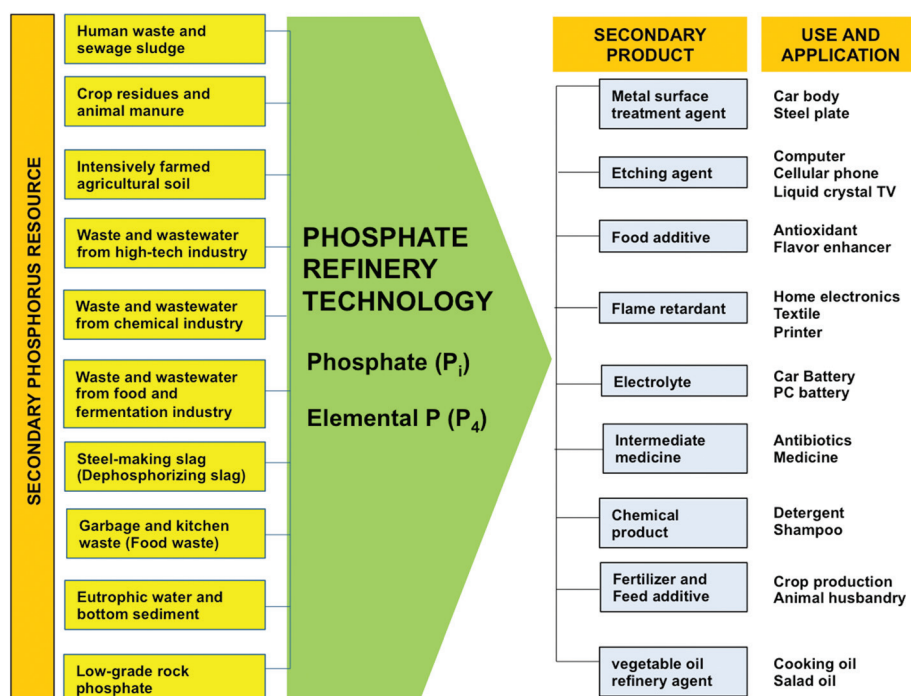 SECONDARY PHOSPHORUS RESOURCE
Human waste and
sewage sludge
Crop residues and
animal manure
Intensively farmed
agricultural soil
Waste and wastewater
from high-tech industry
Waste and wastewater
from chemical industry
Waste and wastewater
from food and
fermentation industry
Steel-making slag
(Dephosphorizing slag)
Garbage and kitchen
waste (Food waste)
Eutrophic water and
bottom sediment
Low-grade rock
phosphate
PHOSPHATE
REFINERY
TECHNOLOGY
Phosphate (Pi)
Elemental P (P4)
SECONDARY
PRODUCT
USE AND
APPLICATION
Metal surface
treatment agent
Car body
Steel plate
Etching agent
Computer
Cellular phone
Liquid crystal TV
Food additive
Antioxidant
Flavor enhancer
Flame retardant
Home electronics
Textile
Printer
Electrolyte
Car Battery
PC battery
Intermediate
medicine
Antibiotics
Medicine
Chemical
product
Detergent
Shampoo
Fertilizer and
Feed additive
Crop production
Animal husbandry
vegetable oil
refinery agent
Cooking oil
Salad oil